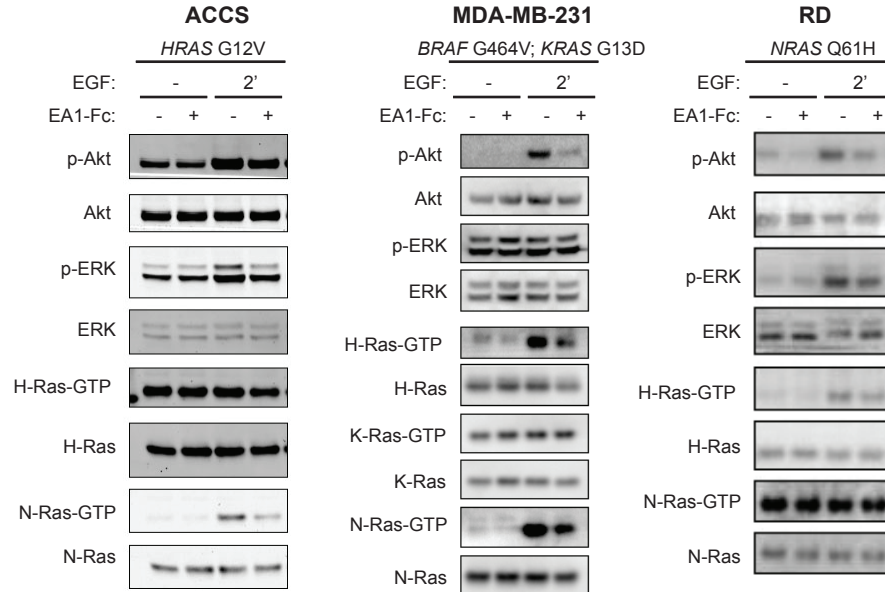 ACCS
HRAS G12V
EGF: - 2'
EA1-Fc: - + - +
p-Akt
Akt
p-ERK
ERK
H-Ras-GTP
H-Ras
N-Ras-GTP
N-Ras
MDA-MB-231
BRAF G464V; KRAS G13D
EGF: - 2'
EA1-Fc: - + - +
p-Akt
Akt
p-ERK
ERK
H-Ras-GTP
H-Ras
K-Ras-GTP
K-Ras
N-Ras-GTP
N-Ras
RD
NRAS Q61H
EGF: - 2'
EA1-Fc: - + - +
p-Akt
Akt
p-ERK
ERK
H-Ras-GTP
H-Ras
N-Ras-GTP
N-Ras